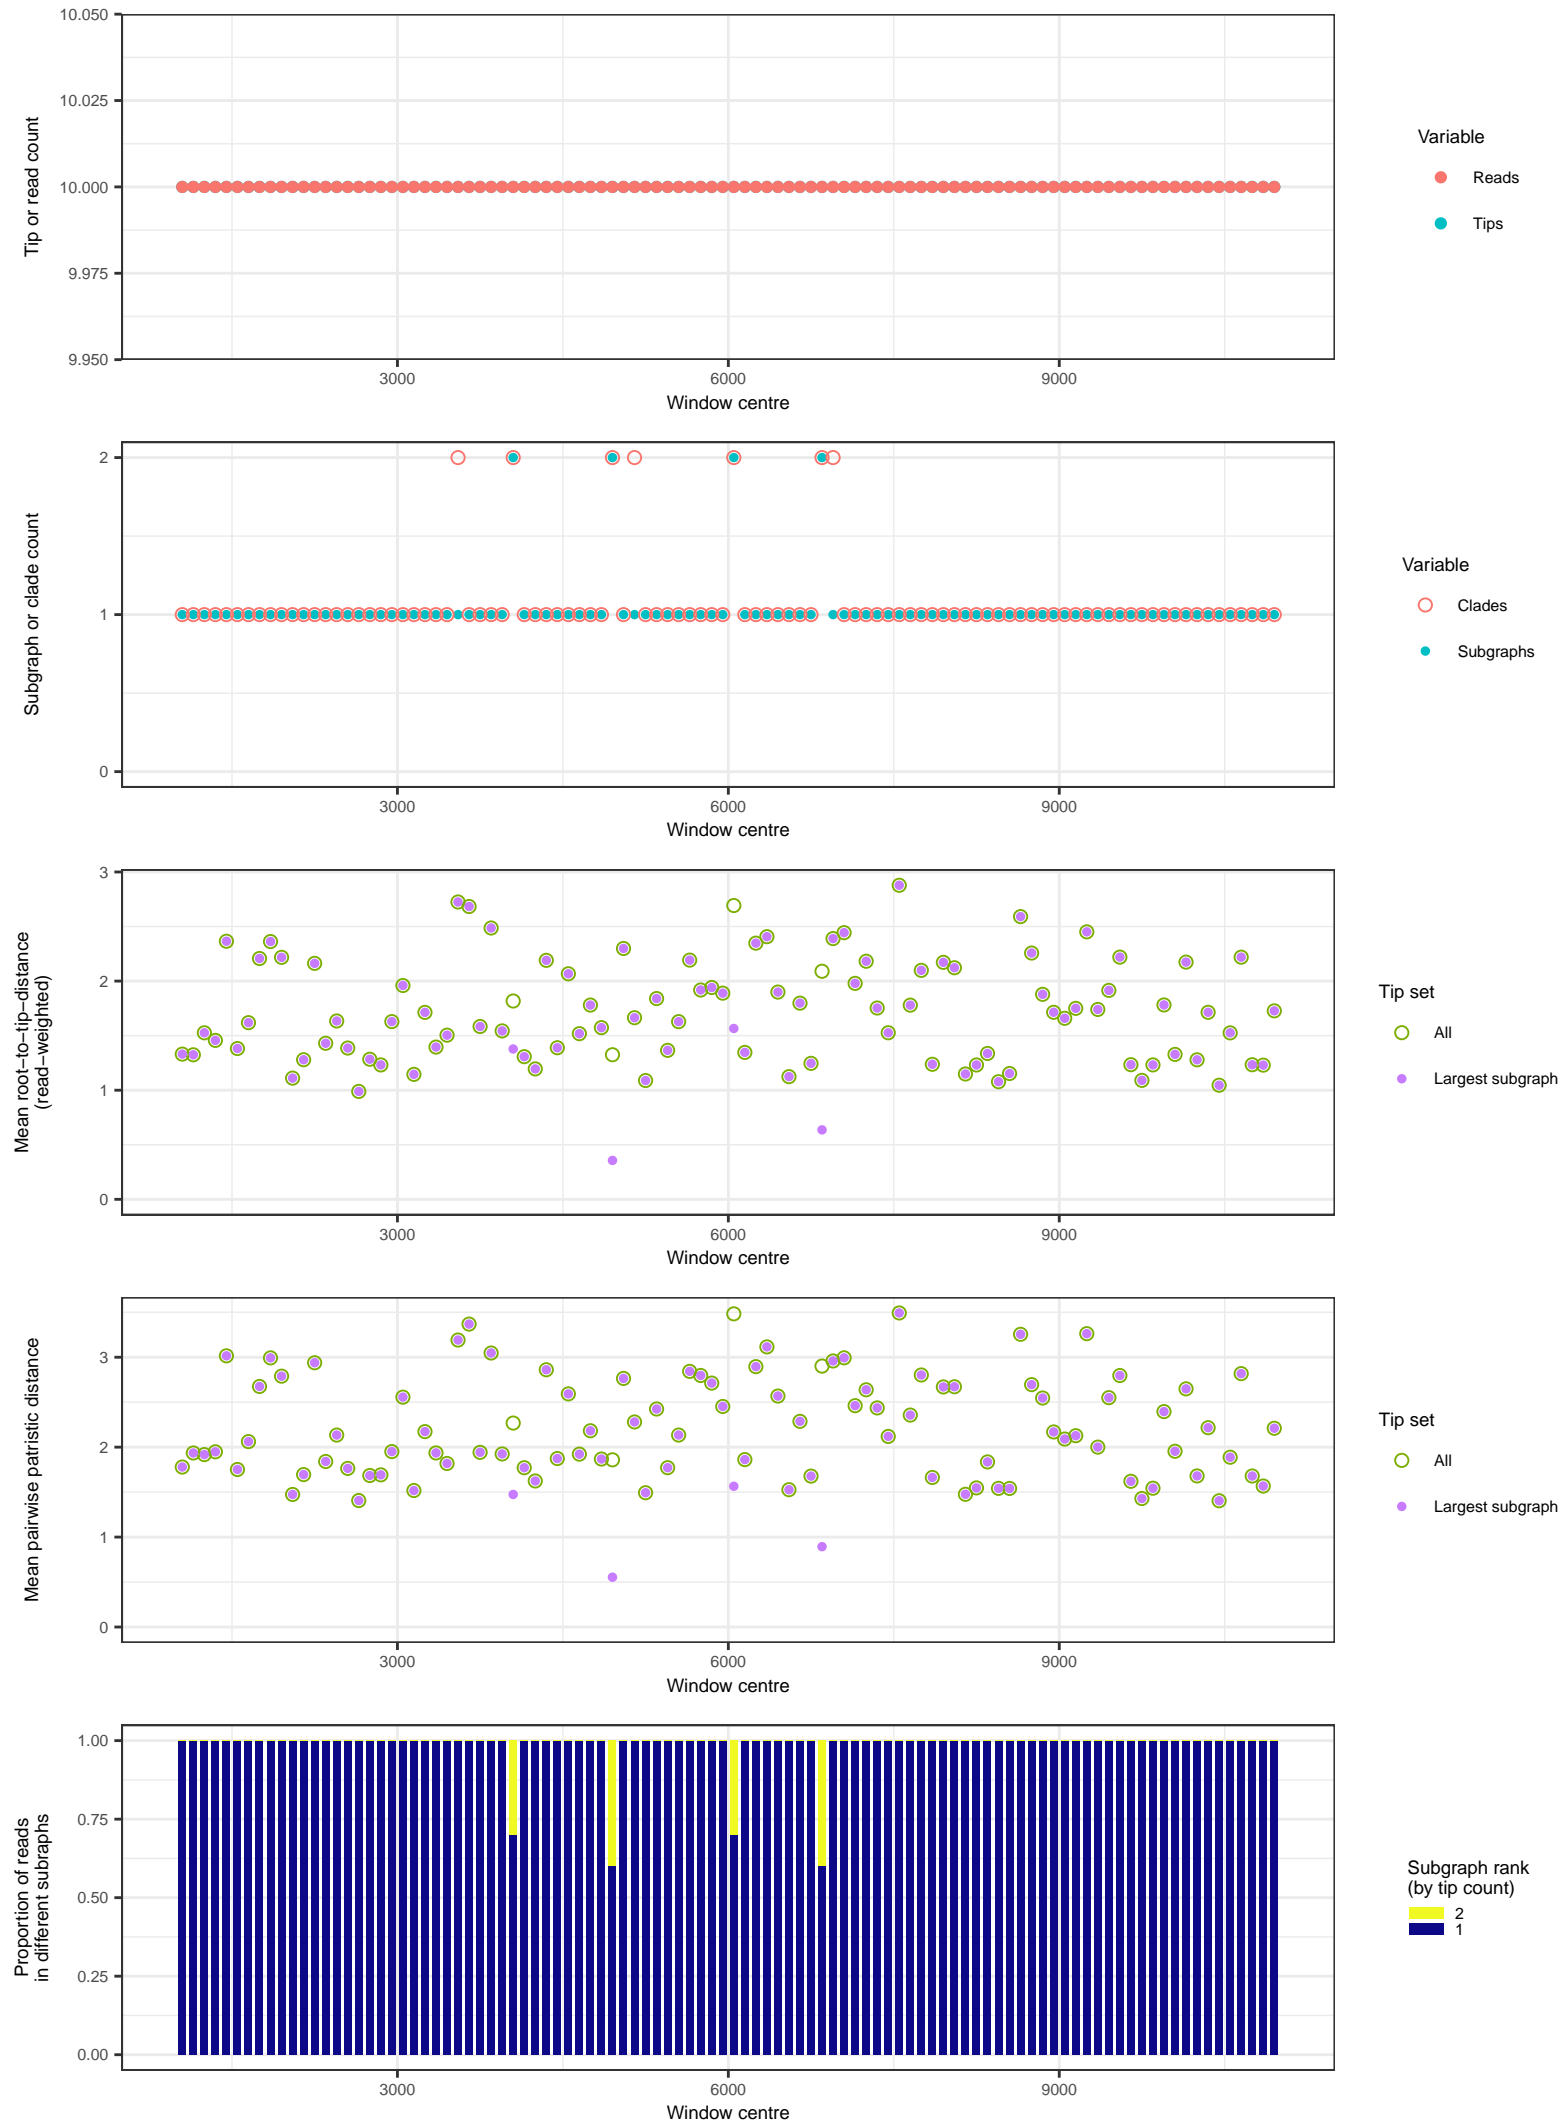 10.050
10.025
10.000
9.975
9.950
Tip or read count
3000
6000
9000
Window centre
Variable
Reads
Tips
2
1
0
Subgraph or clade count
3000
6000
9000
Window centre
Variable
Clades
Subgraphs
3
2
1
0
Mean root−to−tip−distance
(read−weighted)
3000
6000
9000
Window centre
Tip set
All
Largest subgraph
3
2
1
0
Mean pairwise patristic distance
3000
6000
9000
Window centre
Tip set
All
Largest subgraph
1.00
0.75
0.50
0.25
0.00
Proportion of reads
in different subraphs
3000
6000
9000
Window centre
Subgraph rank
(by tip count)
2
1